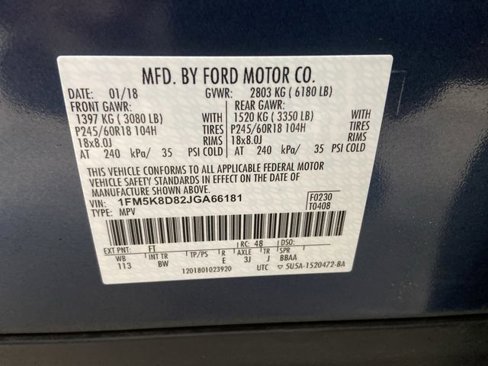 MFD. BY FORD MOTOR CO.
DATE: 01/18 GVWR: 2803 KG ( 6180 LB)
FRONT GAWR: REAR GAWR:
1397 KG ( 3080 LB) 1520 KG ( 3350 LB)
P245/60R18 104H TIRES P245/60R18 104H TIRES
18x8.0J RIMS 18x8.0J RIMS
AT 240 kPa/ 35 PSI COLD AT 240 kPa/ 35 PSI COLD
THIS VEHICLE CONFORMS TO ALL APPLICABLE FEDERAL MOTOR
VEHICLE SAFETY STANDARDS IN EFFECT ON THE DATE OF
MANUFACTURE SHOWN ABOVE.
VIN: 1FM5K8D82JGA66181 F0230
TYPE: MPV T0408
EXT PNT: FT RC: 48 DSO:
WB INT TR TP/PS R AXLE TR SPR
113 BW E 3J J BBAA
1201801023920 UTC 5U5A-1520472-BA